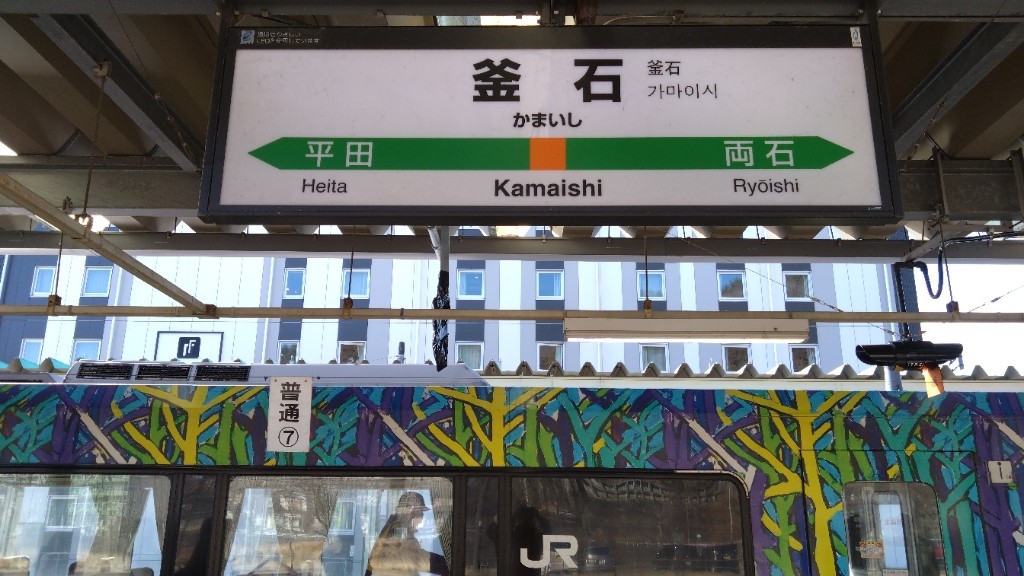 釜石
釜石
가마이시
かまいし
平田
両石
Heita
Kamaishi
Ryōishi
rF
普通
⑦
JR